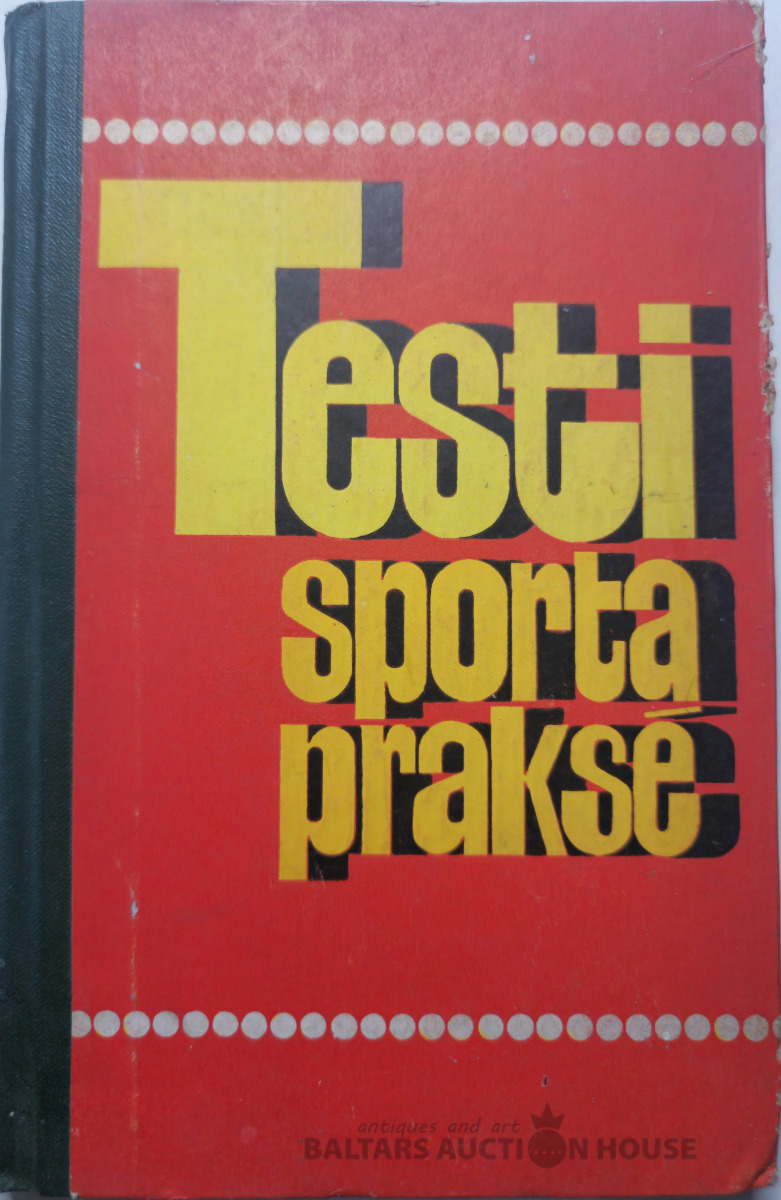 Testi
sporta
praksē
antiques and art
BALTARS AUCTION HOUSE